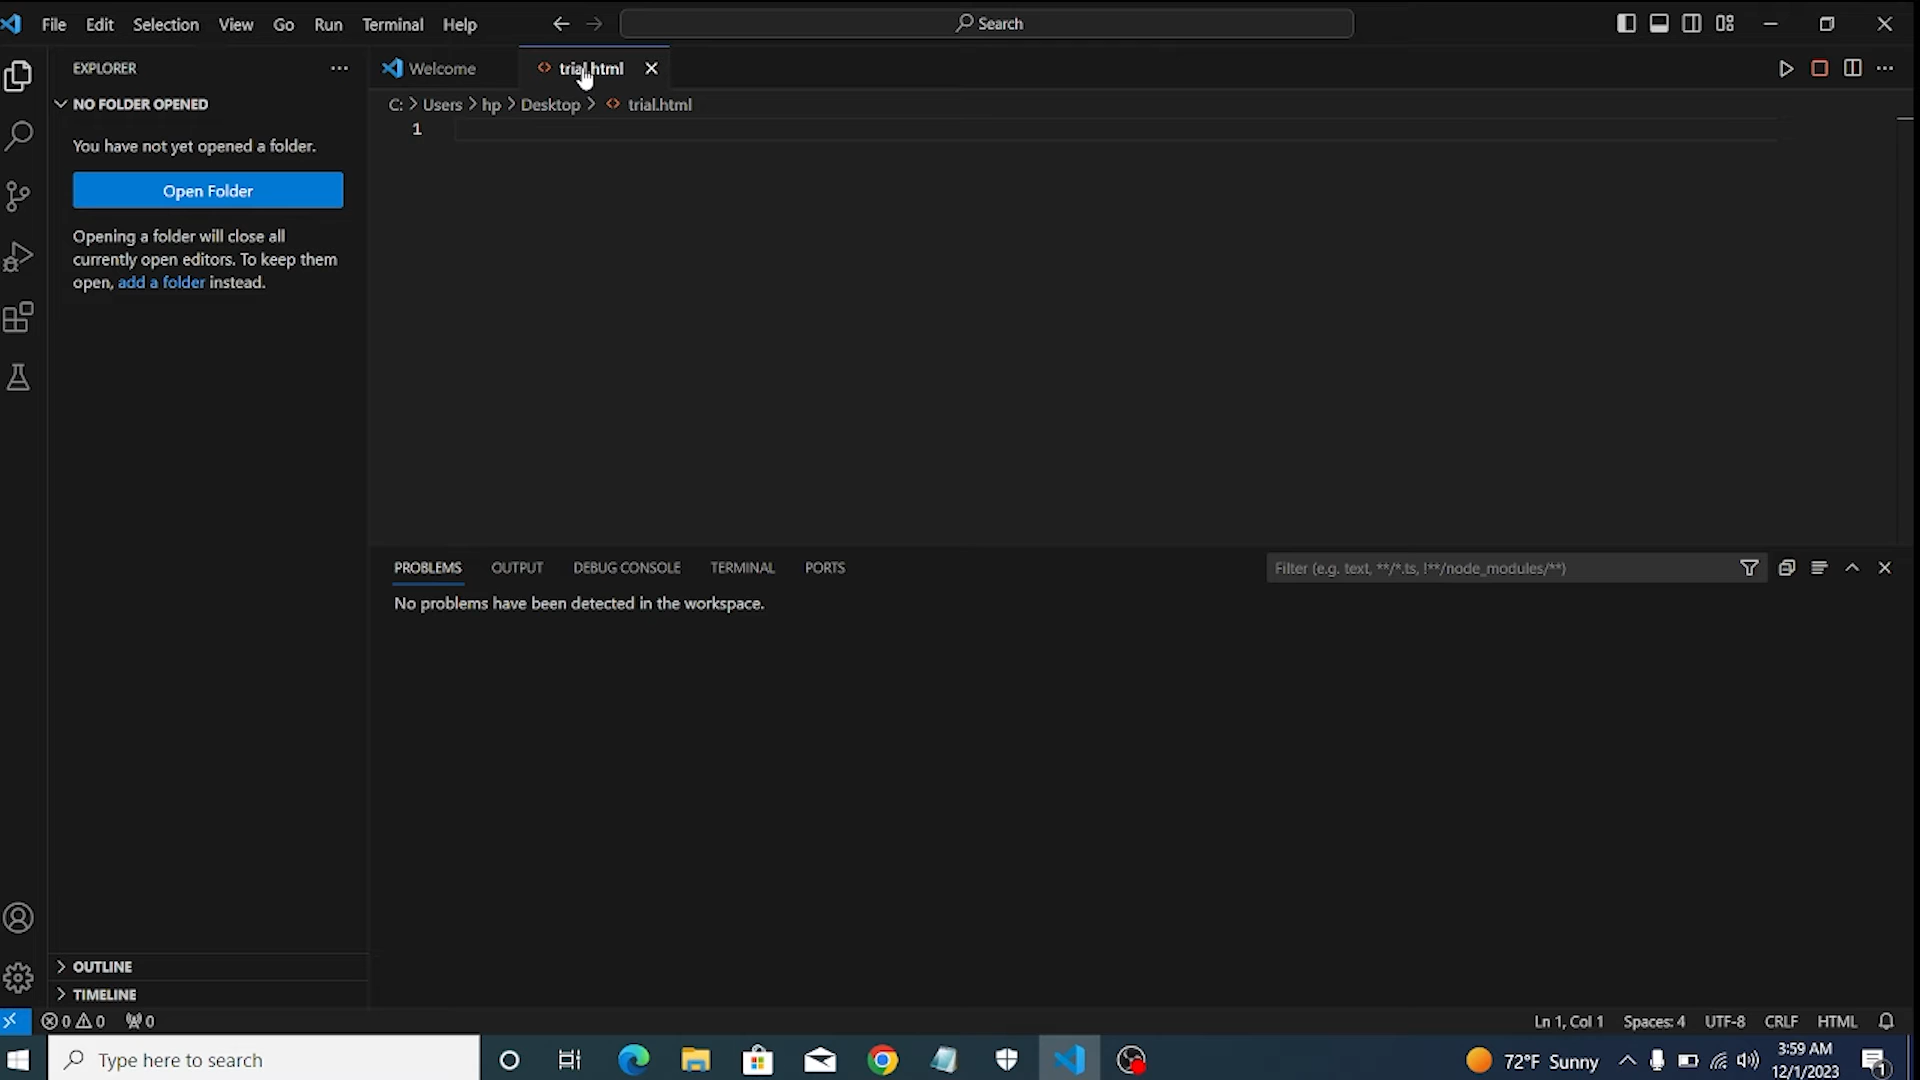 File Edit Selection View Go Run Terminal Help
Search
EXPLORER
Welcome
trial.html
NO FOLDER OPENED
C: > Users > hp > Desktop > trial.html
1
You have not yet opened a folder.
Open Folder
Opening a folder will close all
currently open editors. To keep them
open, add a folder instead.
PROBLEMS OUTPUT DEBUG CONSOLE TERMINAL PORTS
Filter (e.g. text, **/*.ts, !**/node_modules/**)
No problems have been detected in the workspace.
OUTLINE
TIMELINE
0 0 0
Ln 1, Col 1 Spaces: 4 UTF-8 CRLF HTML
Type here to search
72°F Sunny
3:59 AM
12/1/2023
1